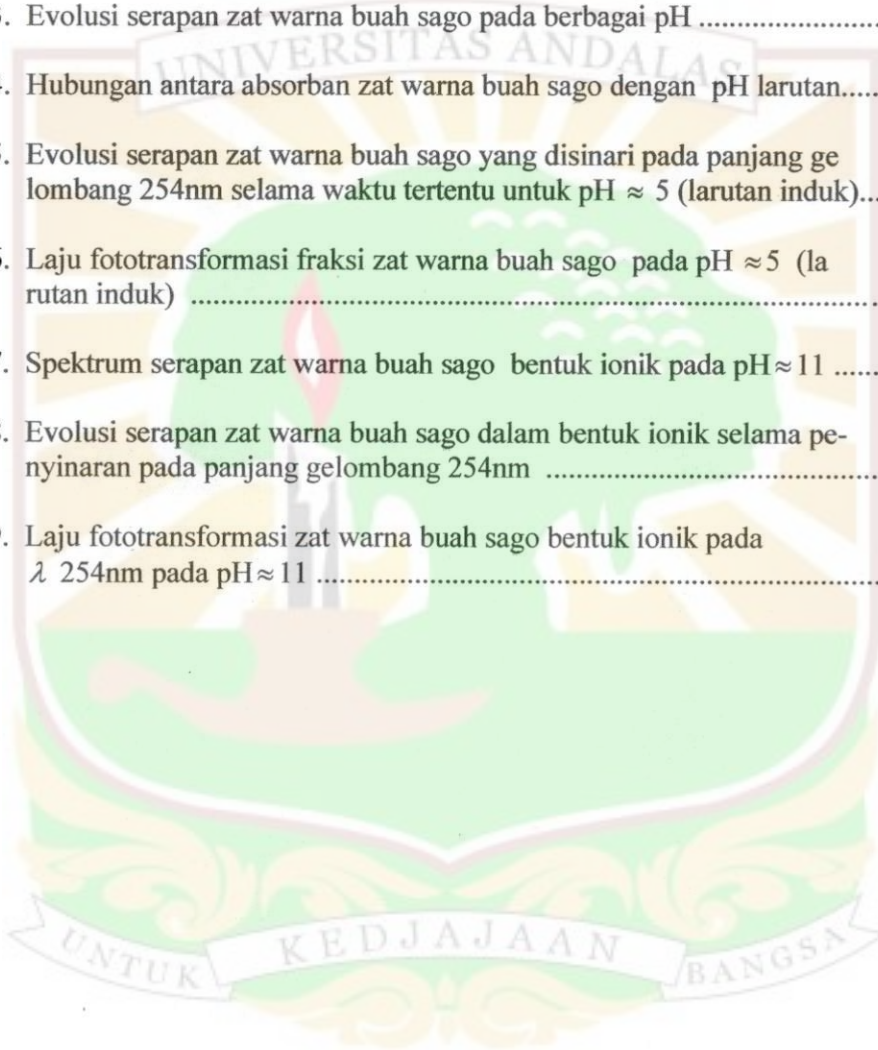 . Evolusi serapan zat warna buah sago pada berbagai pH ........................
UNIVERSITAS ANDALAS
. Hubungan antara absorban zat warna buah sago dengan pH larutan.....
. Evolusi serapan zat warna buah sago yang disinari pada panjang ge
lombang 254nm selama waktu tertentu untuk pH ≈ 5 (larutan induk)...
. Laju fototransformasi fraksi zat warna buah sago pada pH ≈5 (la
rutan induk) ................................................................................
. Spektrum serapan zat warna buah sago bentuk ionik pada pH≈11 ......
. Evolusi serapan zat warna buah sago dalam bentuk ionik selama pe-
nyinaran pada panjang gelombang 254nm ......................................
. Laju fototransformasi zat warna buah sago bentuk ionik pada
λ 254nm pada pH≈11 ..................................................................
UNTUK KEDJAJAAN BANGSA